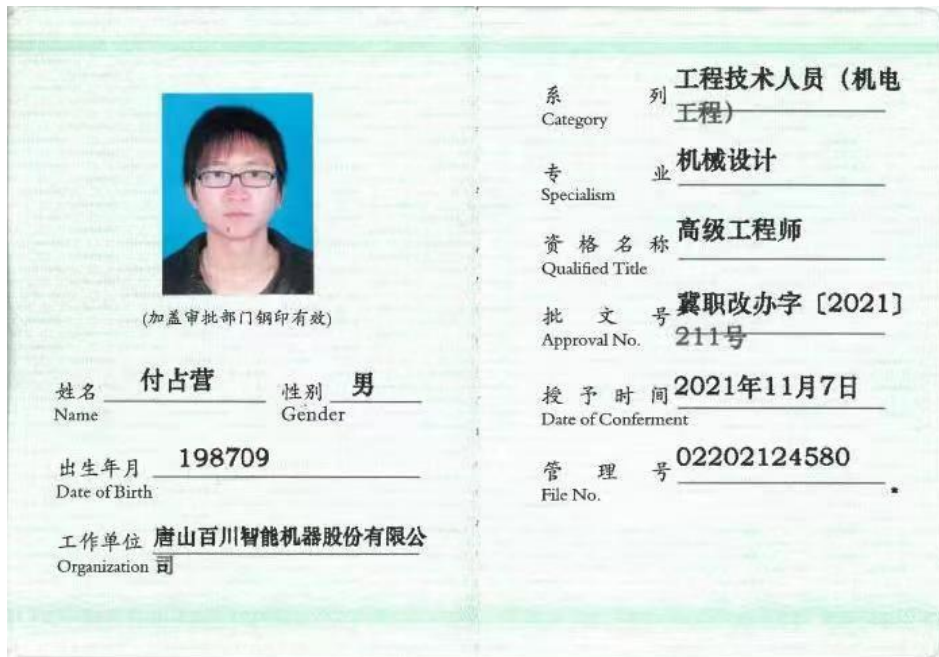 (加盖审批部门钢印有效)
姓名 付占营 性别 男
Name Gender
出生年月 198709
Date of Birth
工作单位 唐山百川智能机器股份有限公
Organization 司
系列 工程技术人员（机电
Category 工程）
专业 机械设计
Specialism
资格名称 高级工程师
Qualified Title
批文号 冀职改办字〔2021〕
Approval No. 211号
授予时间 2021年11月7日
Date of Conferment
管理号 02202124580
File No.